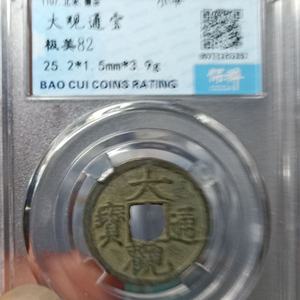 大观通宝
极美82
25.2*1.5mm*3.9g
BAO CUI COINS RATING
大
寶 通
觀